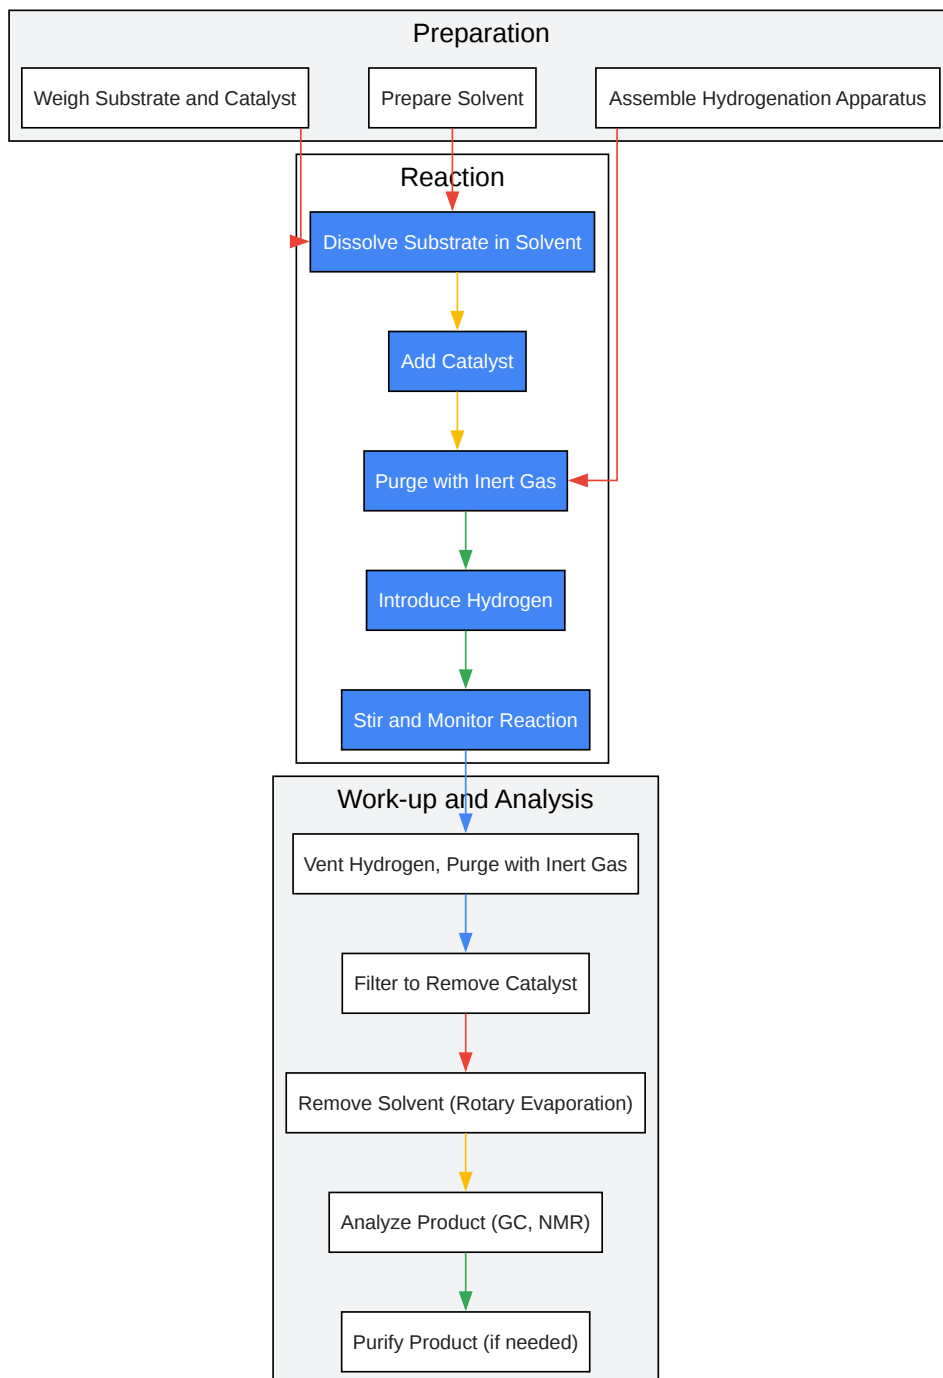 Preparation
Weigh Substrate and Catalyst
Prepare Solvent
Assemble Hydrogenation Apparatus
Reaction
Dissolve Substrate in Solvent
Add Catalyst
Purge with Inert Gas
Introduce Hydrogen
Stir and Monitor Reaction
Work-up and Analysis
Vent Hydrogen, Purge with Inert Gas
Filter to Remove Catalyst
Remove Solvent (Rotary Evaporation)
Analyze Product (GC, NMR)
Purify Product (if needed)